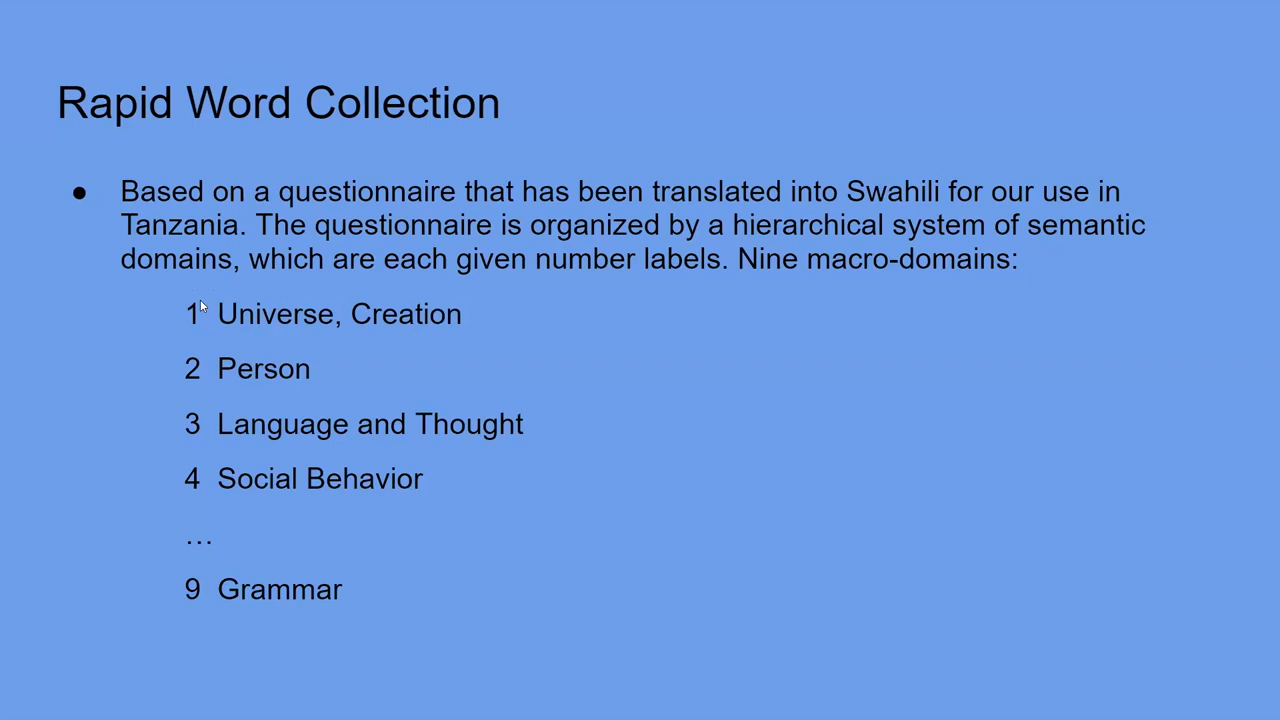 Rapid Word Collection
● Based on a questionnaire that has been translated into Swahili for our use in
Tanzania. The questionnaire is organized by a hierarchical system of semantic
domains, which are each given number labels. Nine macro-domains:
1 Universe, Creation
2 Person
3 Language and Thought
4 Social Behavior
…
9 Grammar